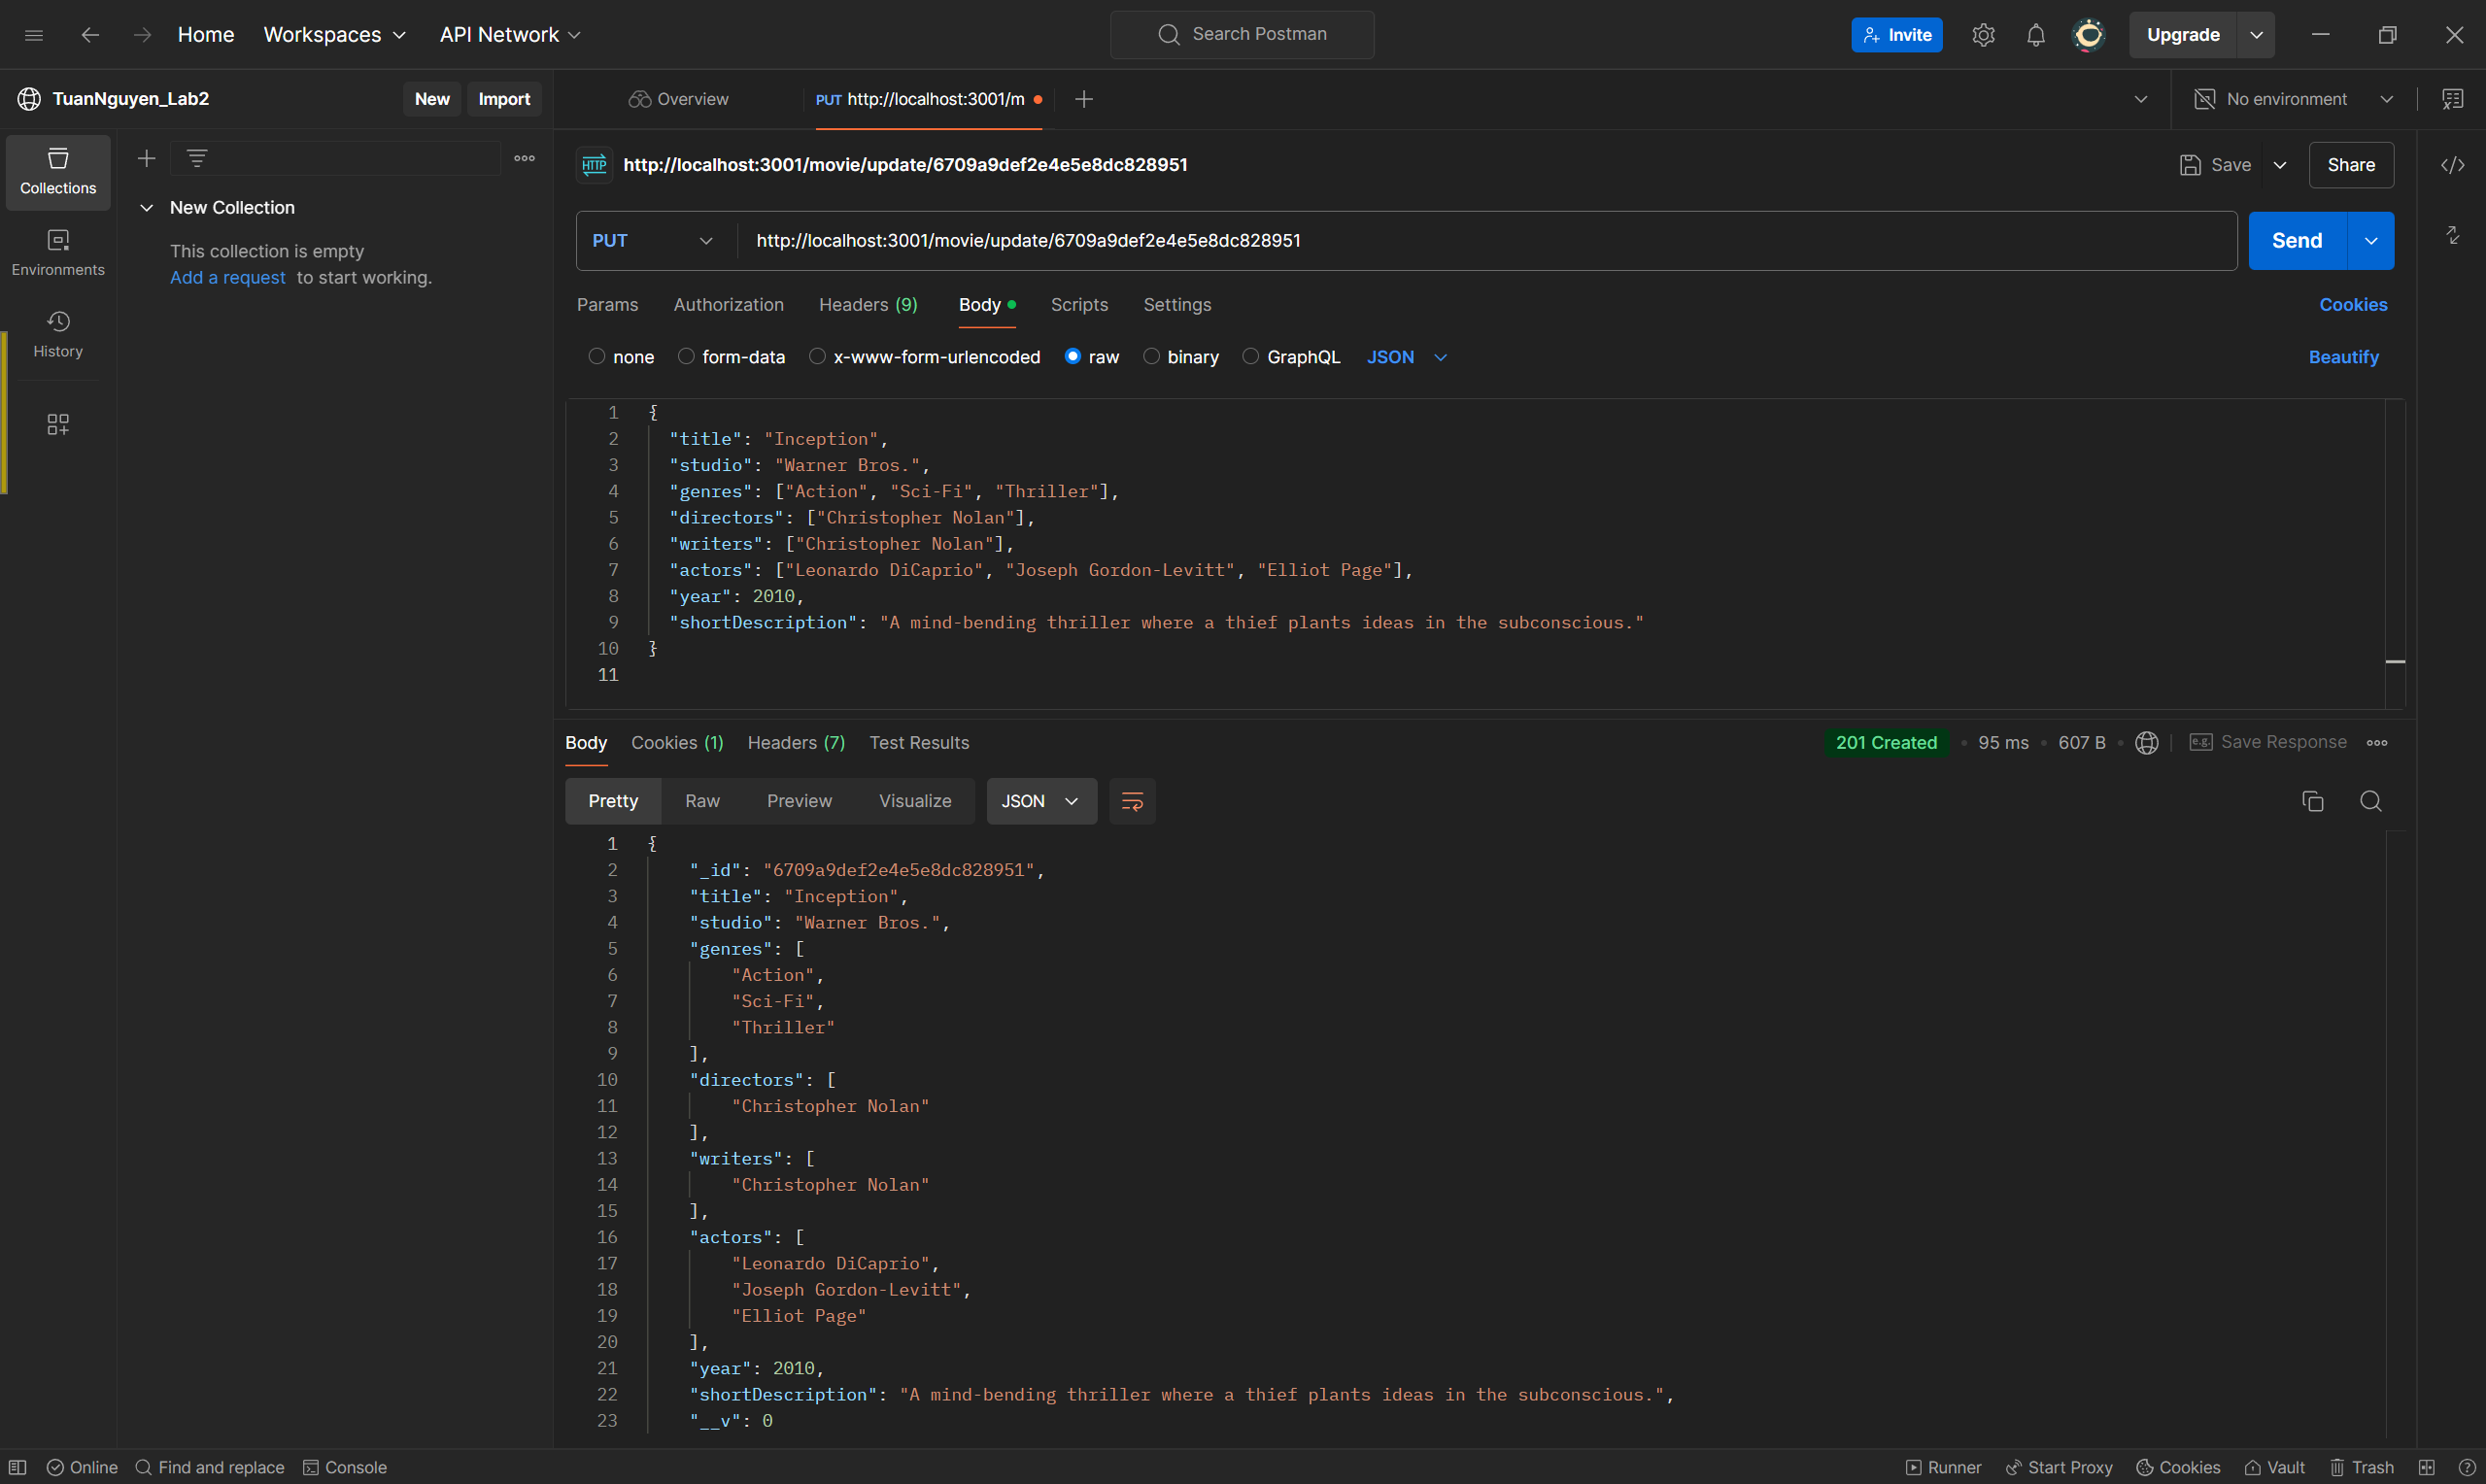 Home Workspaces API Network Search Postman Invite Upgrade
TuanNguyen_Lab2 New Import Overview PUT http://localhost:3001/m No environment
Collections
Environments
History
New Collection
This collection is empty
Add a request to start working.
HTTP http://localhost:3001/movie/update/6709a9def2e4e5e8dc828951 Save Share
PUT http://localhost:3001/movie/update/6709a9def2e4e5e8dc828951 Send
Params Authorization Headers (9) Body Scripts Settings Cookies
none form-data x-www-form-urlencoded raw binary GraphQL JSON Beautify
1 {
2 "title": "Inception",
3 "studio": "Warner Bros.",
4 "genres": ["Action", "Sci-Fi", "Thriller"],
5 "directors": ["Christopher Nolan"],
6 "writers": ["Christopher Nolan"],
7 "actors": ["Leonardo DiCaprio", "Joseph Gordon-Levitt", "Elliot Page"],
8 "year": 2010,
9 "shortDescription": "A mind-bending thriller where a thief plants ideas in the subconscious."
10 }
11
Body Cookies (1) Headers (7) Test Results 201 Created 95 ms 607 B e.g. Save Response
Pretty Raw Preview Visualize JSON
1 {
2 "_id": "6709a9def2e4e5e8dc828951",
3 "title": "Inception",
4 "studio": "Warner Bros.",
5 "genres": [
6 "Action",
7 "Sci-Fi",
8 "Thriller"
9 ],
10 "directors": [
11 "Christopher Nolan"
12 ],
13 "writers": [
14 "Christopher Nolan"
15 ],
16 "actors": [
17 "Leonardo DiCaprio",
18 "Joseph Gordon-Levitt",
19 "Elliot Page"
20 ],
21 "year": 2010,
22 "shortDescription": "A mind-bending thriller where a thief plants ideas in the subconscious.",
23 "__v": 0
Online Find and replace Console Runner Start Proxy Cookies Vault Trash